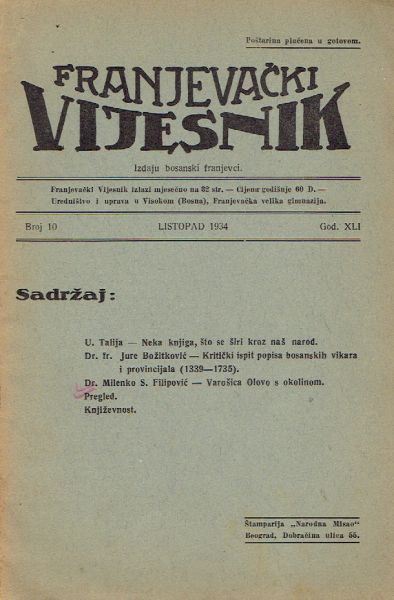 Poštarina plaćena u gotovom.
FRANJEVAČKI
VIJESNIK
Izdaju bosanski franjevci.
Franjevački Vijesnik izlazi mjesečno na 32 str. — Cijena godišnje 60 D. —
Uredništvo i uprava u Visokom (Bosna), Franjevačka velika gimnazija.
Broj 10 LISTOPAD 1934 God. XLI
Sadržaj:
U. Talija — Neka knjiga, što se širi kroz naš narod.
Dr. fr. Jure Božitković — Kritički ispit popisa bosanskih vikara
i provincijala (1339—1735).
Dr. Milenko S. Filipović — Varošica Olovo s okolinom.
Pregled.
Književnost.
Štamparija „Narodna Misao“
Beograd, Dobračina ulica 55.